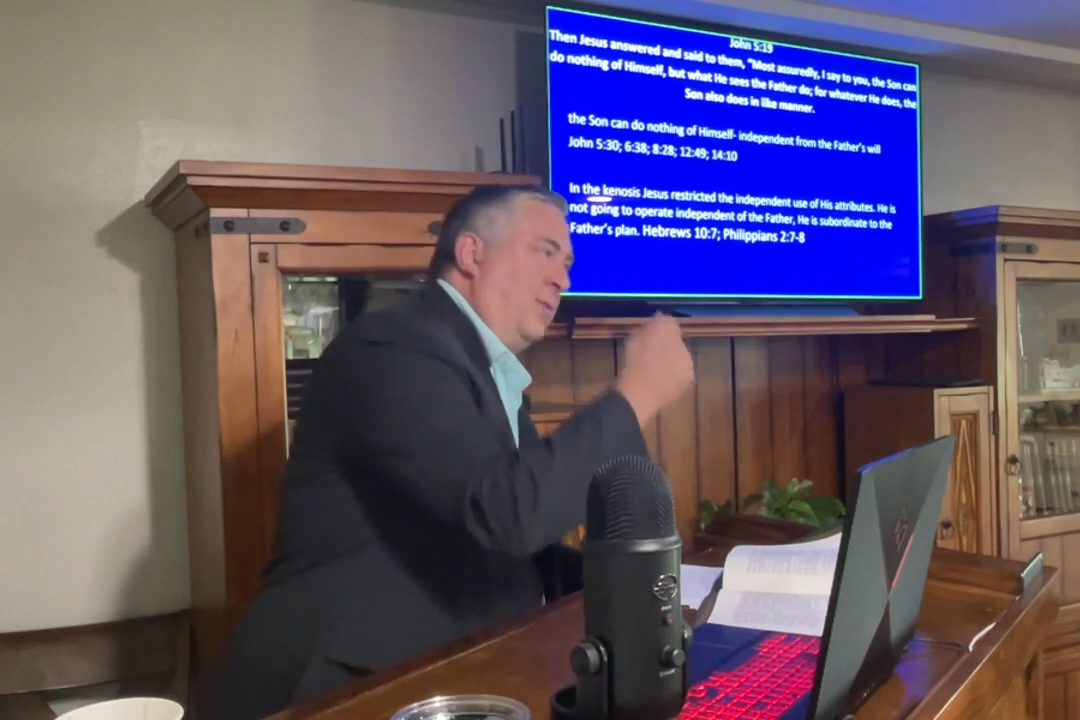 John 5:19
Then Jesus answered and said to them, “Most assuredly, I say to you, the Son can
do nothing of Himself, but what He sees the Father do; for whatever He does, the
Son also does in like manner.
the Son can do nothing of Himself- independent from the Father's will
John 5:30; 6:38; 8:28; 12:49; 14:10
In the kenosis Jesus restricted the independent use of His attributes. He is
not going to operate independent of the Father, He is subordinate to the
Father's plan. Hebrews 10:7; Philippians 2:7-8